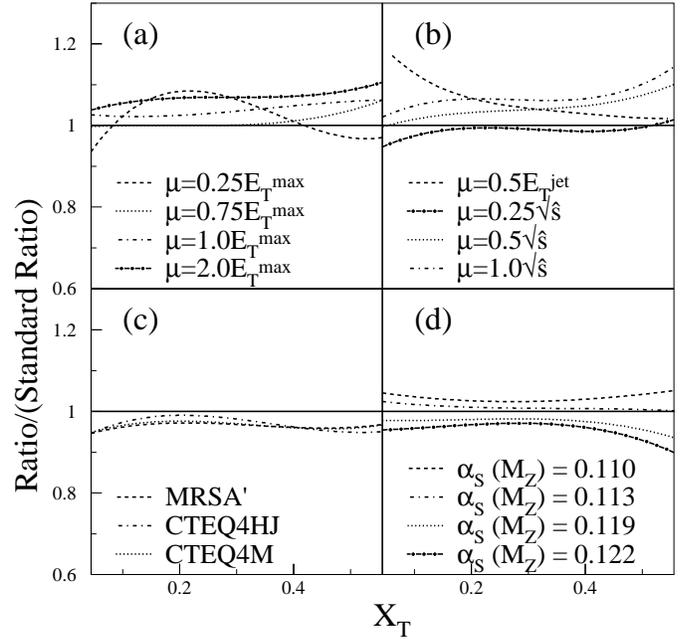 (a)
(b)
1.2
1
0.8
0.6
μ=0.25E_T^max
μ=0.75E_T^max
μ=1.0E_T^max
μ=2.0E_T^max
μ=0.5E_T^jet
μ=0.25√ŝ
μ=0.5√ŝ
μ=1.0√ŝ
Ratio/(Standard Ratio)
(c)
(d)
1.2
1
0.8
0.6
MRSA'
CTEQ4HJ
CTEQ4M
α_S (M_Z) = 0.110
α_S (M_Z) = 0.113
α_S (M_Z) = 0.119
α_S (M_Z) = 0.122
0.2
0.4
0.2
0.4
X_T